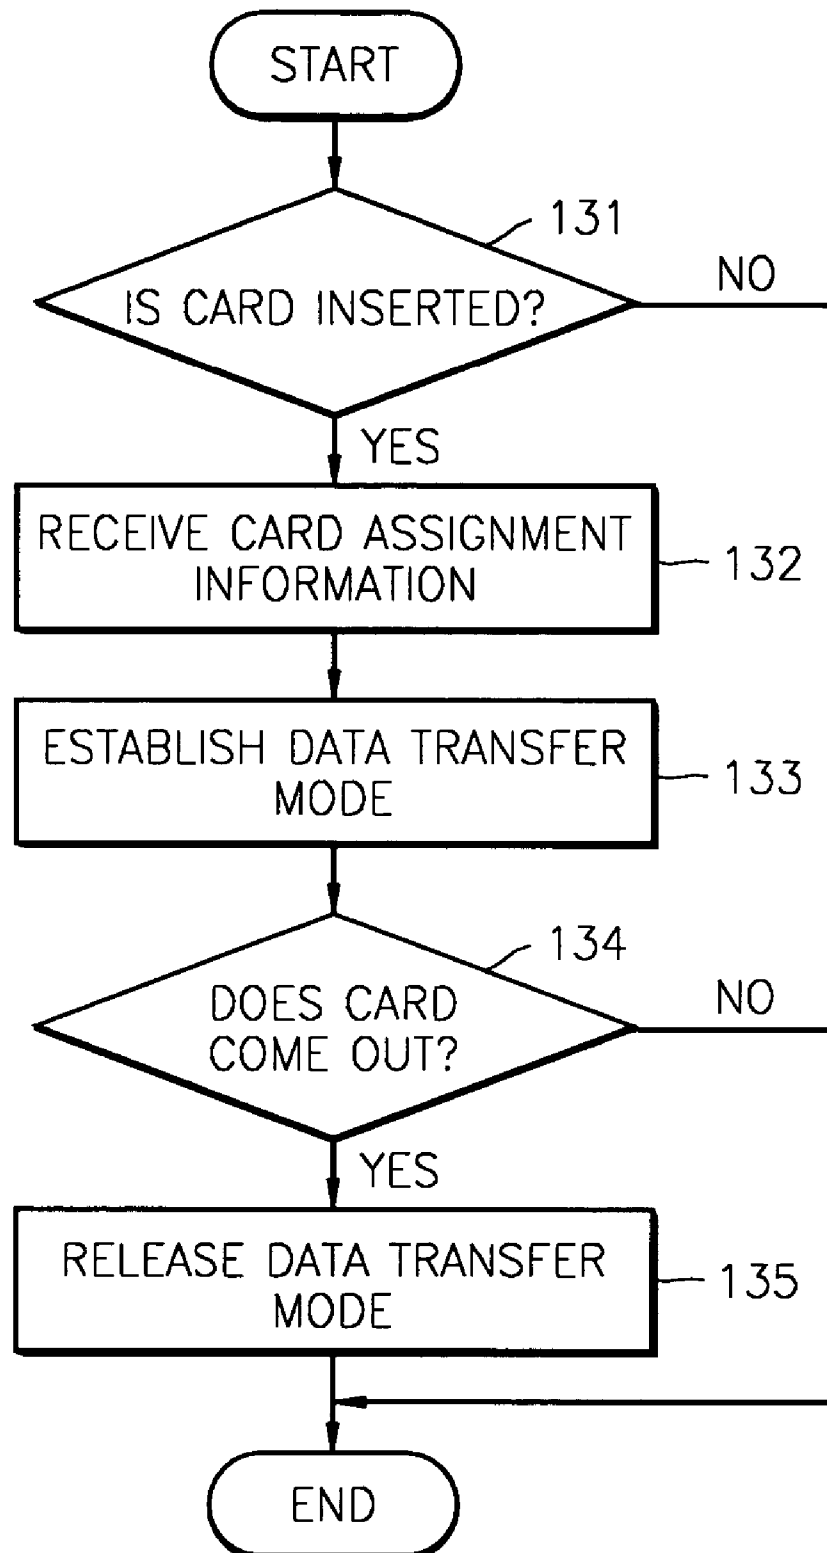 START
131
IS CARD INSERTED?
NO
YES
RECEIVE CARD ASSIGNMENT
INFORMATION
132
ESTABLISH DATA TRANSFER
MODE
133
134
DOES CARD
COME OUT?
NO
YES
RELEASE DATA TRANSFER
MODE
135
END